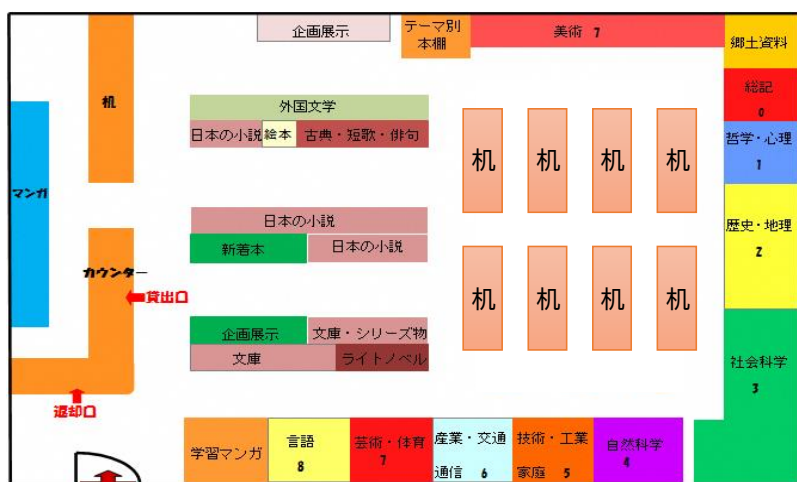 企画展示
テーマ別
本棚
美術 7
郷土資料
総記
0
哲学・心理
1
歴史・地理
2
社会科学
3
机
マンガ
カウンター
貸出口
返却口
外国文学
日本の小説
絵本
古典・短歌・俳句
日本の小説
新着本
日本の小説
企画展示
文庫・シリーズ物
文庫
ライトノベル
机
机
机
机
机
机
机
机
学習マンガ
言語
8
芸術・体育
7
産業・交通
通信 6
技術・工業
家庭 5
自然科学
4